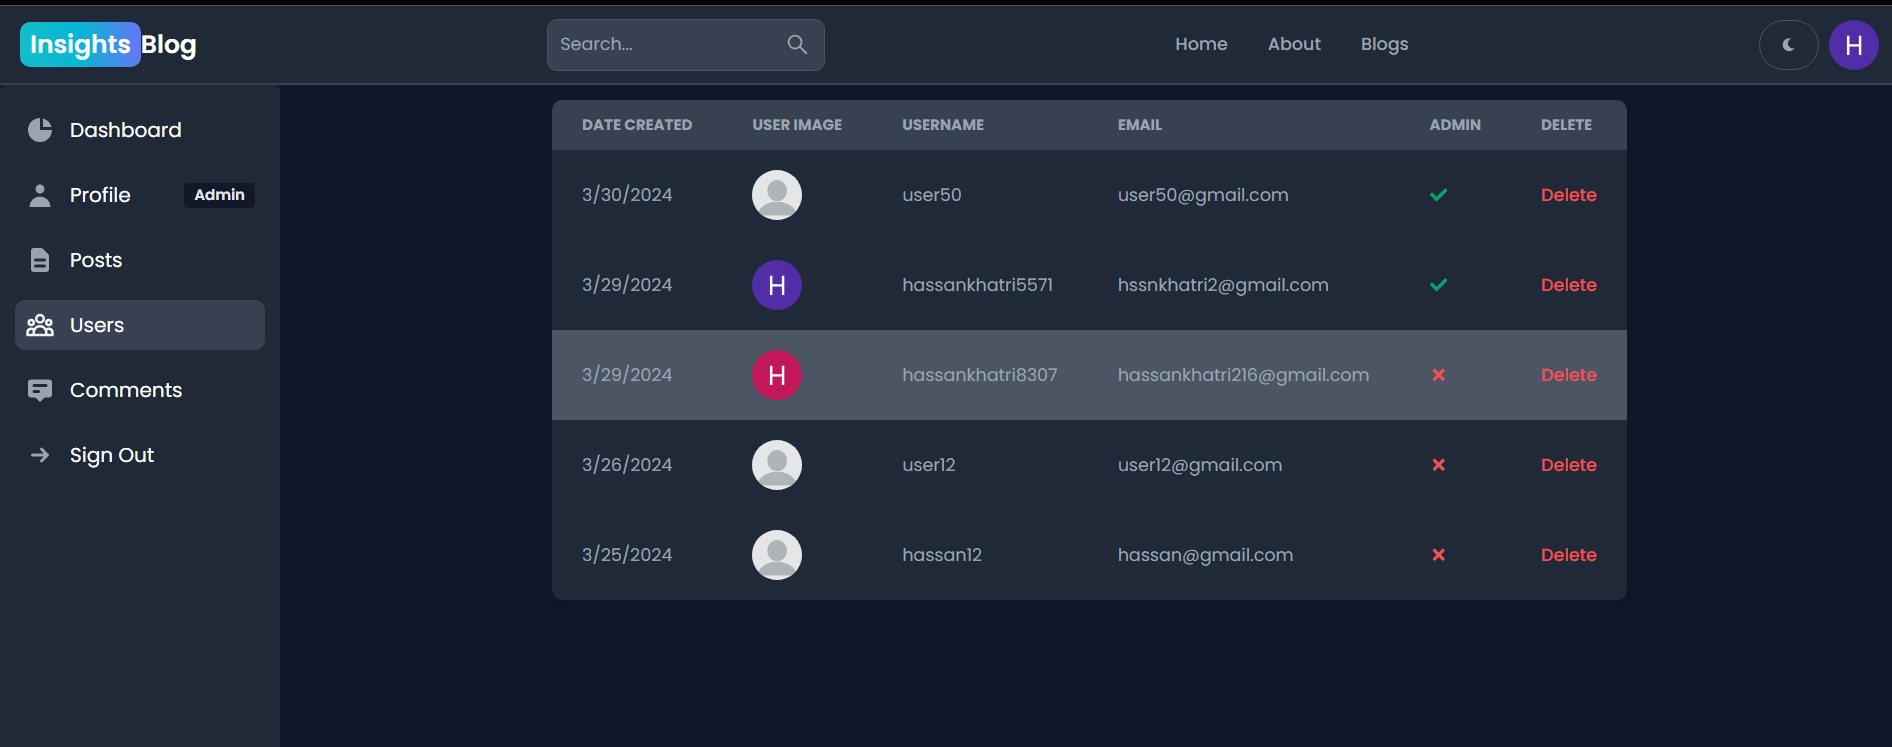 Insights Blog
Search...
Home About Blogs
H
Dashboard
Profile Admin
Posts
Users
Comments
Sign Out
DATE CREATED USER IMAGE USERNAME EMAIL ADMIN DELETE
3/30/2024 user50 user50@gmail.com Delete
3/29/2024 H hassankhatri5571 hssnkhatri2@gmail.com Delete
3/29/2024 H hassankhatri8307 hassankhatri216@gmail.com Delete
3/26/2024 user12 user12@gmail.com Delete
3/25/2024 hassan12 hassan@gmail.com Delete